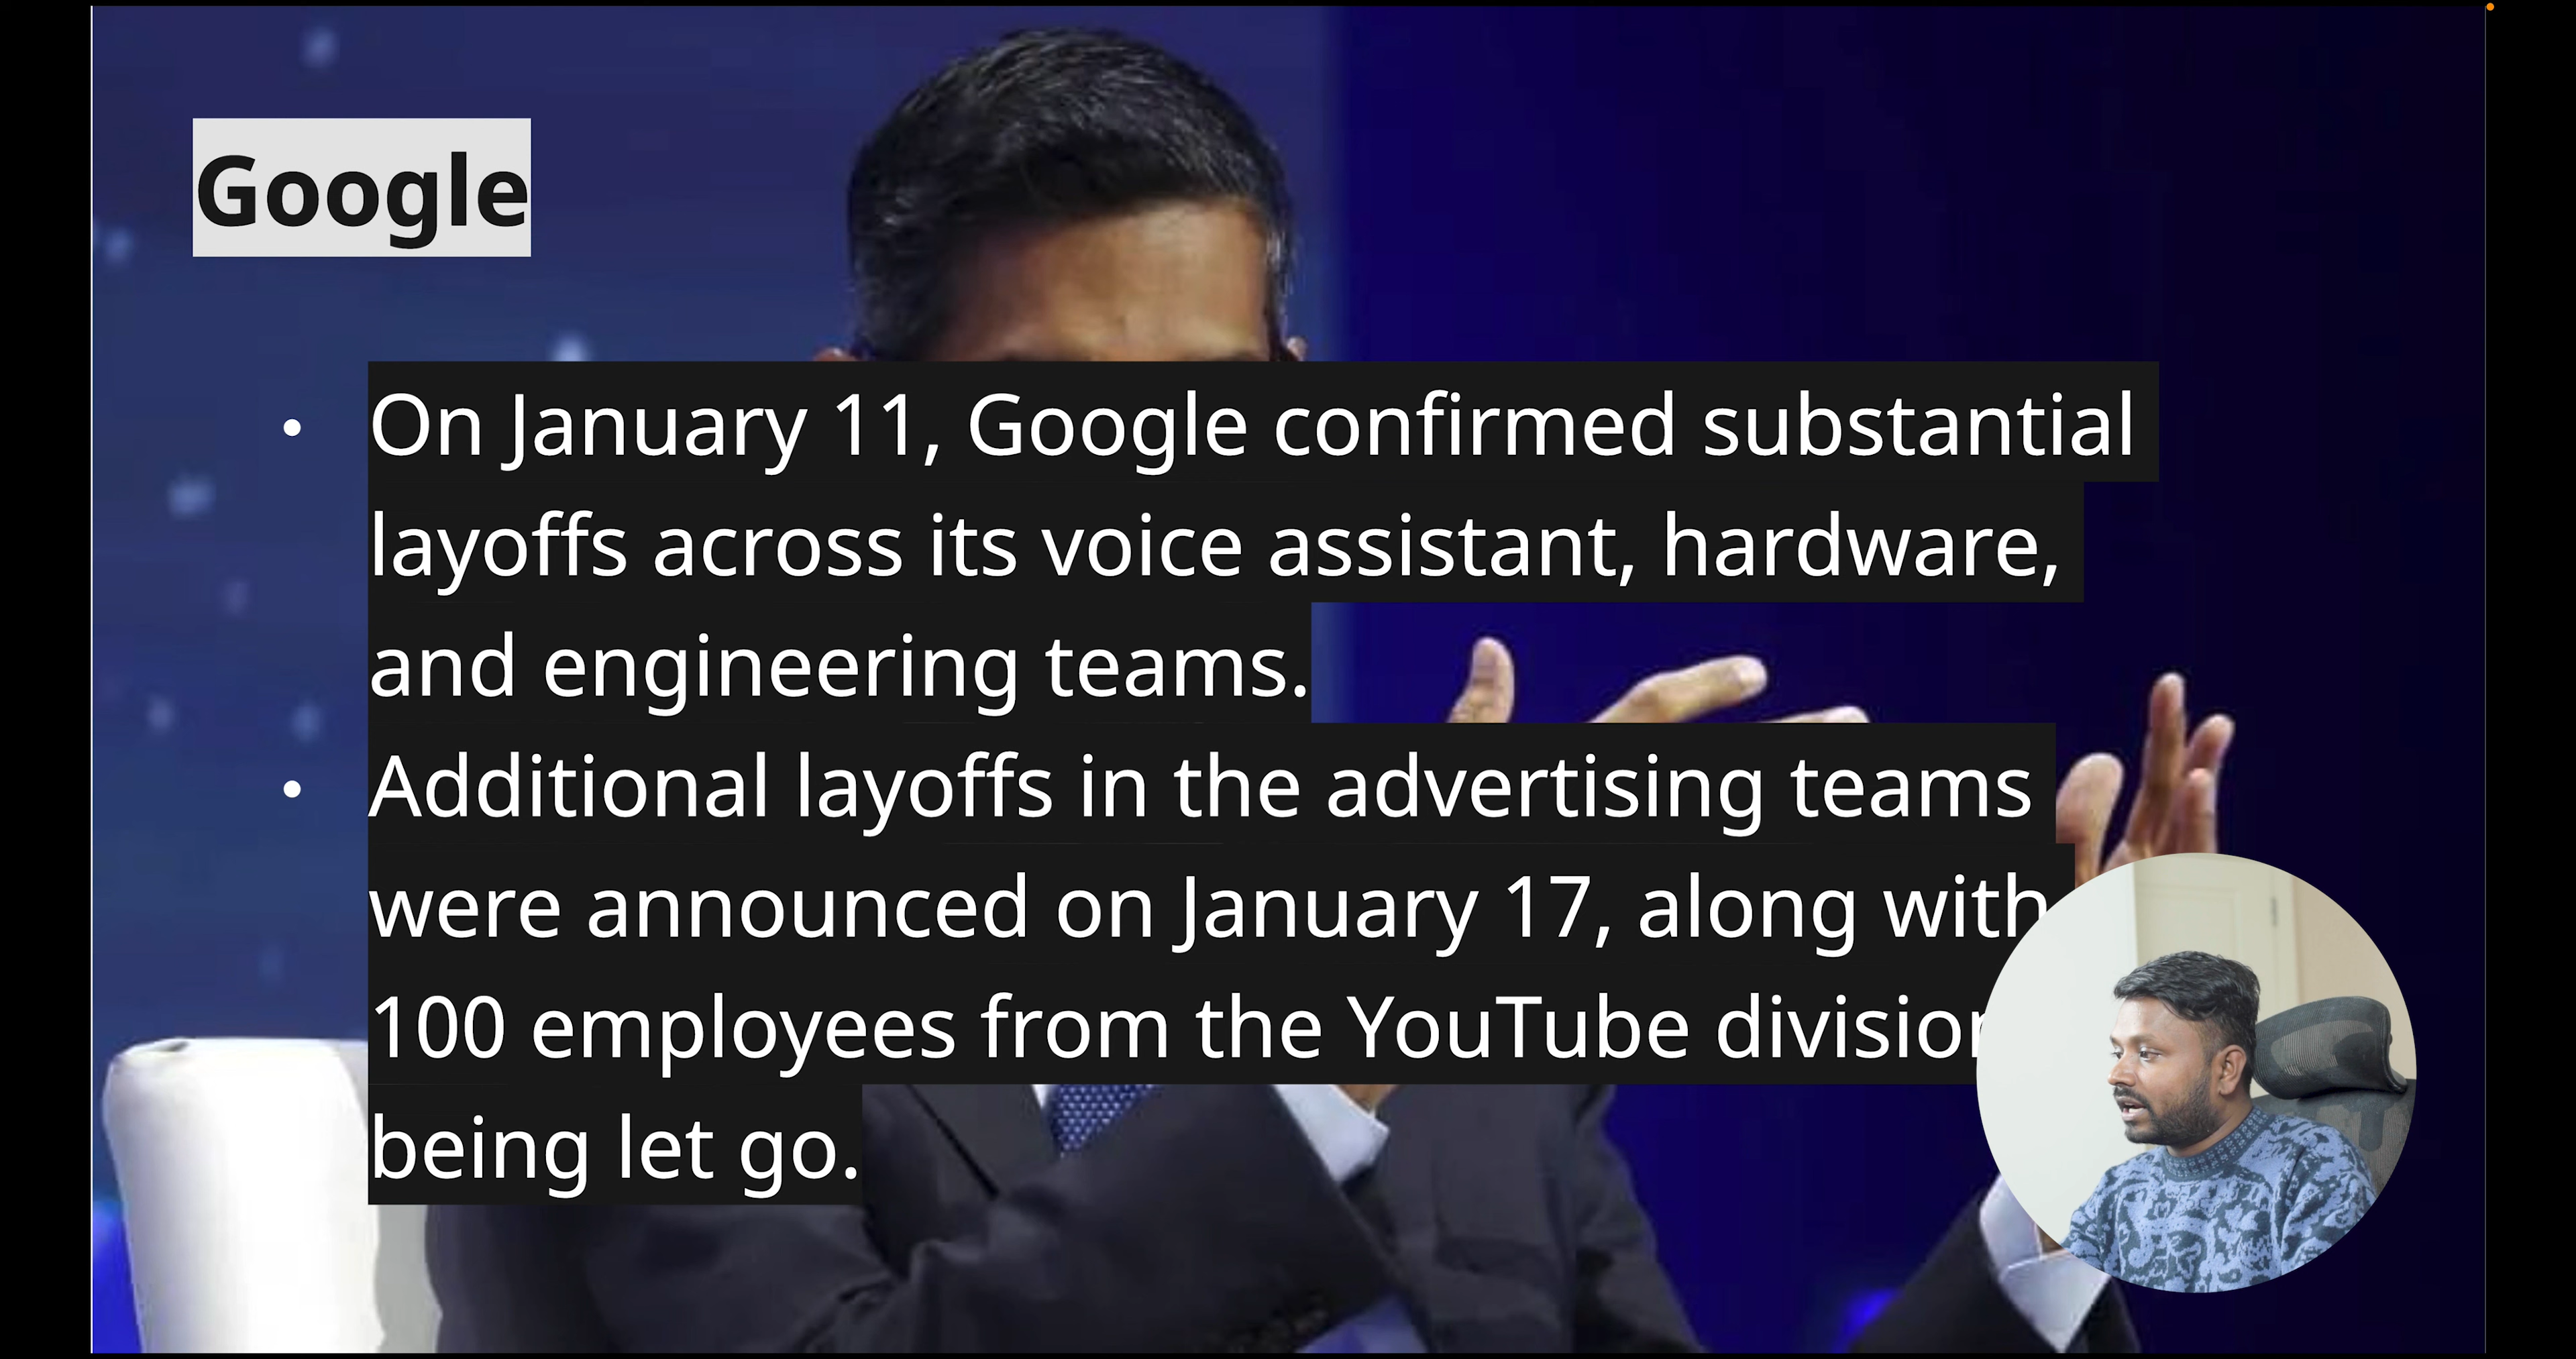 Google
• On January 11, Google confirmed substantial
layoffs across its voice assistant, hardware,
and engineering teams.
• Additional layoffs in the advertising teams
were announced on January 17, along with
100 employees from the YouTube division
being let go.